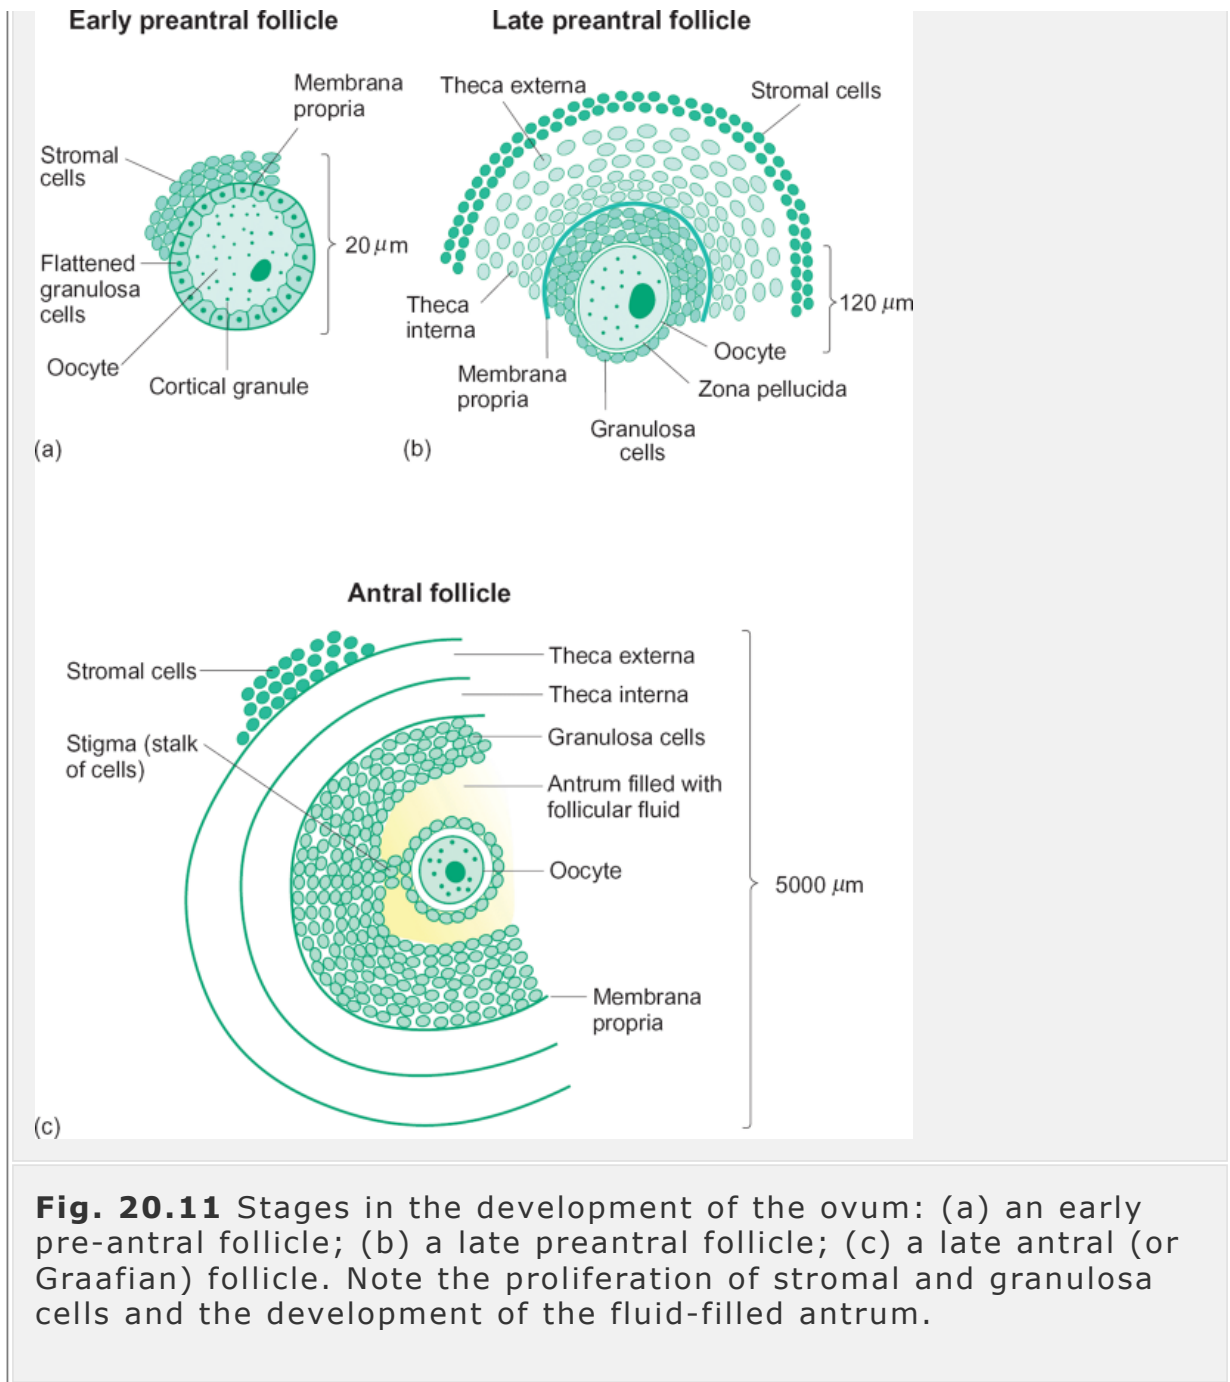 Early preantral follicle
Membrana
propria
Stromal
cells
20 μm
Flattened
granulosa
cells
Oocyte
Cortical granule
(a)
Late preantral follicle
Theca externa
Stromal cells
Theca
interna
120 μm
Membrana
propria
Oocyte
Zona pellucida
Granulosa
cells
(b)
Antral follicle
Stromal cells
Theca externa
Theca interna
Stigma (stalk
of cells)
Granulosa cells
Antrum filled with
follicular fluid
Oocyte
5000 μm
Membrana
propria
(c)
Fig. 20.11 Stages in the development of the ovum: (a) an early
pre-antral follicle; (b) a late preantral follicle; (c) a late antral (or
Graafian) follicle. Note the proliferation of stromal and granulosa
cells and the development of the fluid-filled antrum.